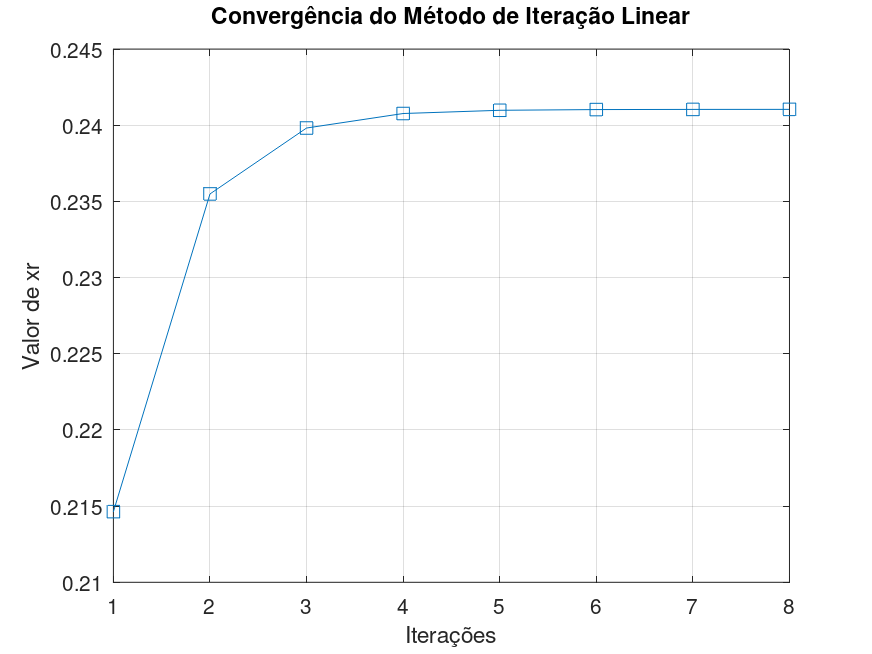 Convergência do Método de Iteração Linear
Valor de xr
0.245
0.24
0.235
0.23
0.225
0.22
0.215
0.21
1 2 3 4 5 6 7 8
Iterações